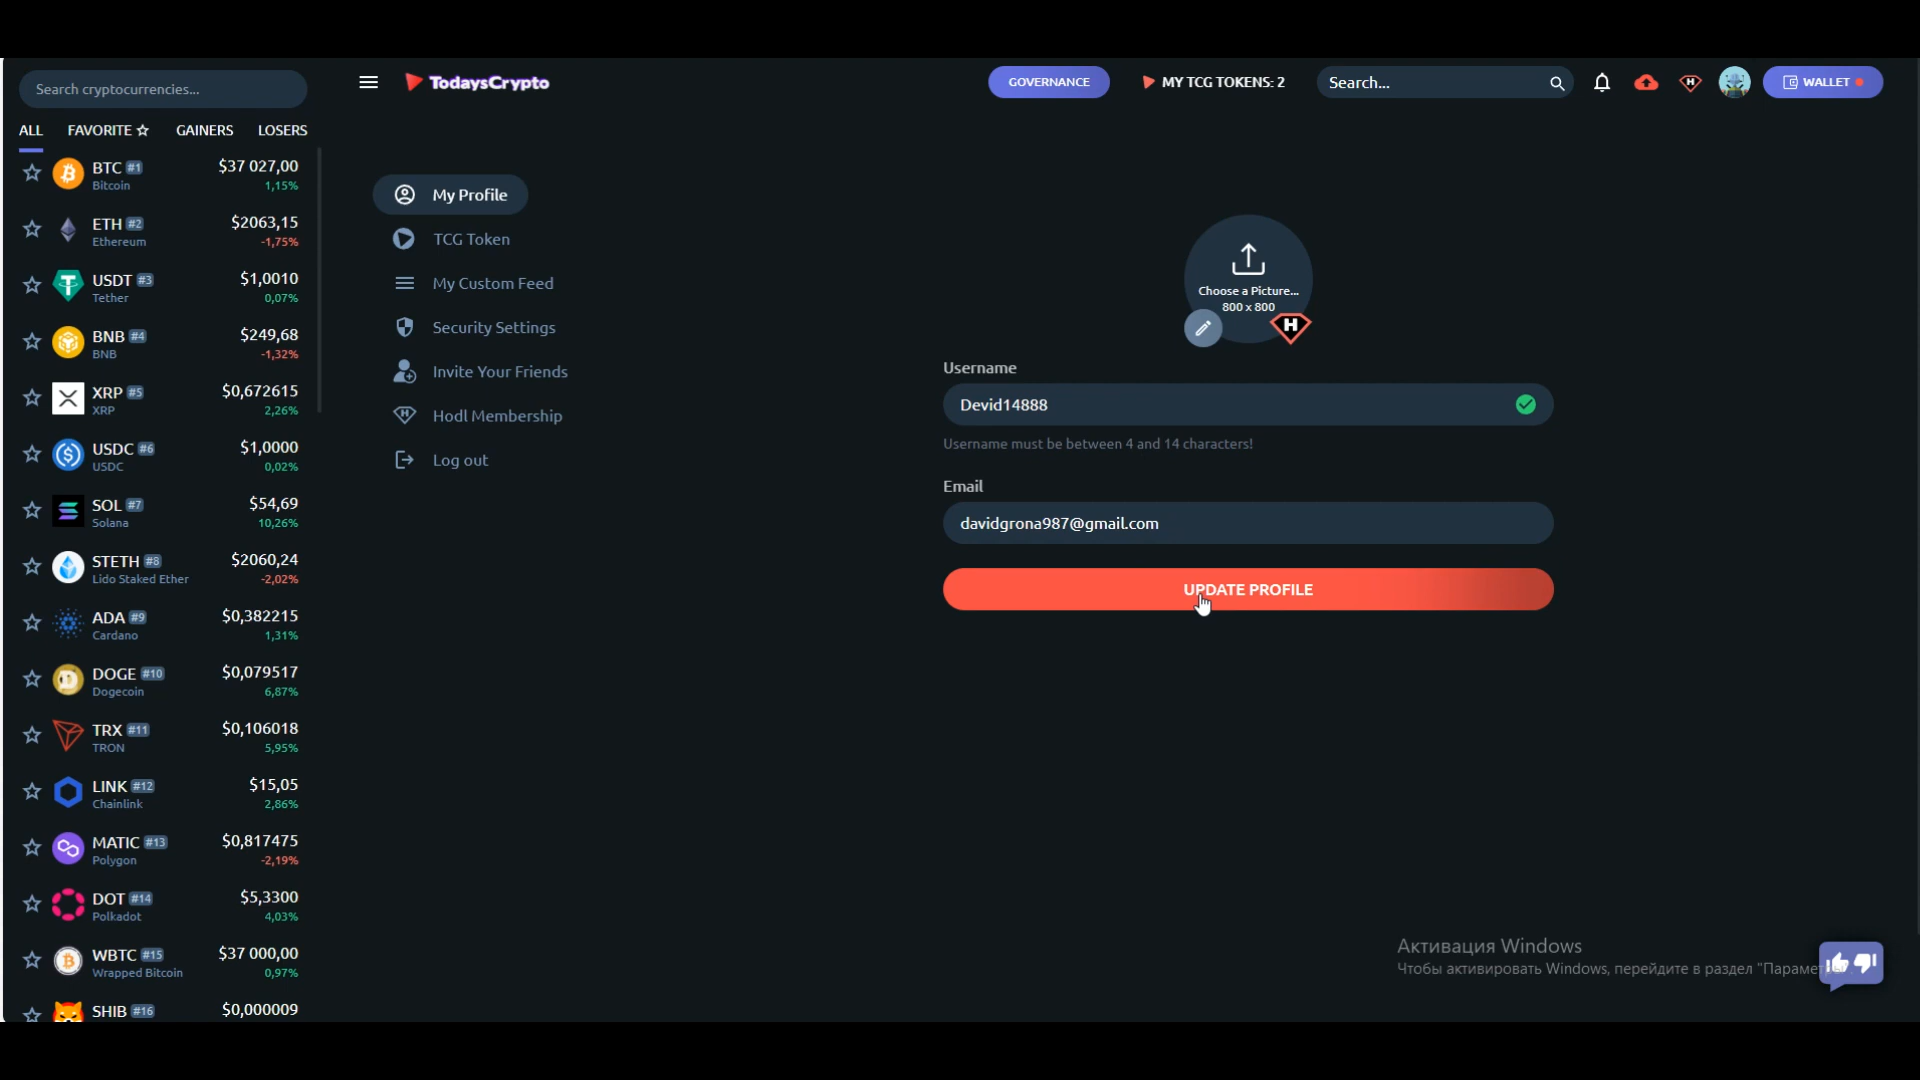 Search cryptocurrencies...
ALL FAVORITE GAINERS LOSERS
BTC #1 $37 027,00
Bitcoin 1,15%
ETH #2 $2063,15
Ethereum -1,75%
USDT #3 $1,0010
Tether 0,07%
BNB #4 $249,68
BNB -1,32%
XRP #5 $0,672615
XRP 2,26%
USDC #6 $1,0000
USDC 0,02%
SOL #7 $54,69
Solana 10,26%
STETH #8 $2060,24
Lido Staked Ether -2,02%
ADA #9 $0,382215
Cardano 1,31%
DOGE #10 $0,079517
Dogecoin 6,87%
TRX #11 $0,106018
TRON 5,95%
LINK #12 $15,05
Chainlink 2,86%
MATIC #13 $0,817475
Polygon -2,19%
DOT #14 $5,3300
Polkadot 4,03%
WBTC #15 $37 000,00
Wrapped Bitcoin 0,97%
SHIB #16 $0,000009
TodaysCrypto
GOVERNANCE
MY TCG TOKENS: 2
Search...
WALLET
My Profile
TCG Token
My Custom Feed
Security Settings
Invite Your Friends
Hodl Membership
Log out
Choose a Picture...
800 x 800
H
Username
Devid14888
Username must be between 4 and 14 characters!
Email
davidgrona987@gmail.com
UPDATE PROFILE
Активация Windows
Чтобы активировать Windows, перейдите в раздел